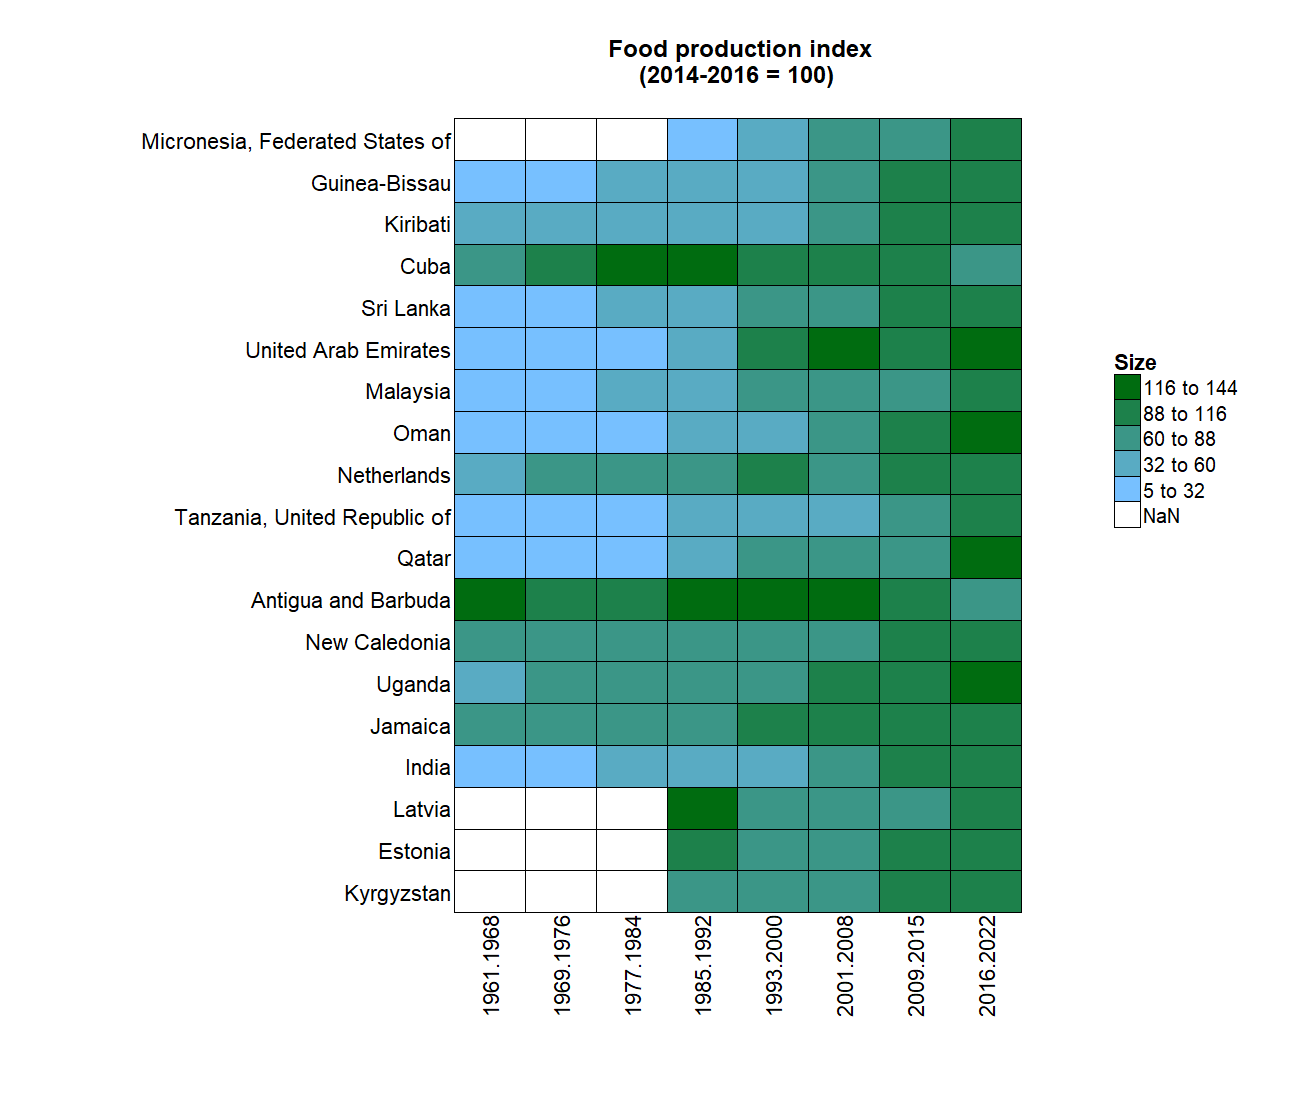 Food production index
(2014-2016 = 100)
Micronesia, Federated States of
Guinea-Bissau
Kiribati
Cuba
Sri Lanka
United Arab Emirates
Malaysia
Oman
Netherlands
Tanzania, United Republic of
Qatar
Antigua and Barbuda
New Caledonia
Uganda
Jamaica
India
Latvia
Estonia
Kyrgyzstan
1961.1968
1969.1976
1977.1984
1985.1992
1993.2000
2001.2008
2009.2015
2016.2022
Size
116 to 144
88 to 116
60 to 88
32 to 60
5 to 32
NaN